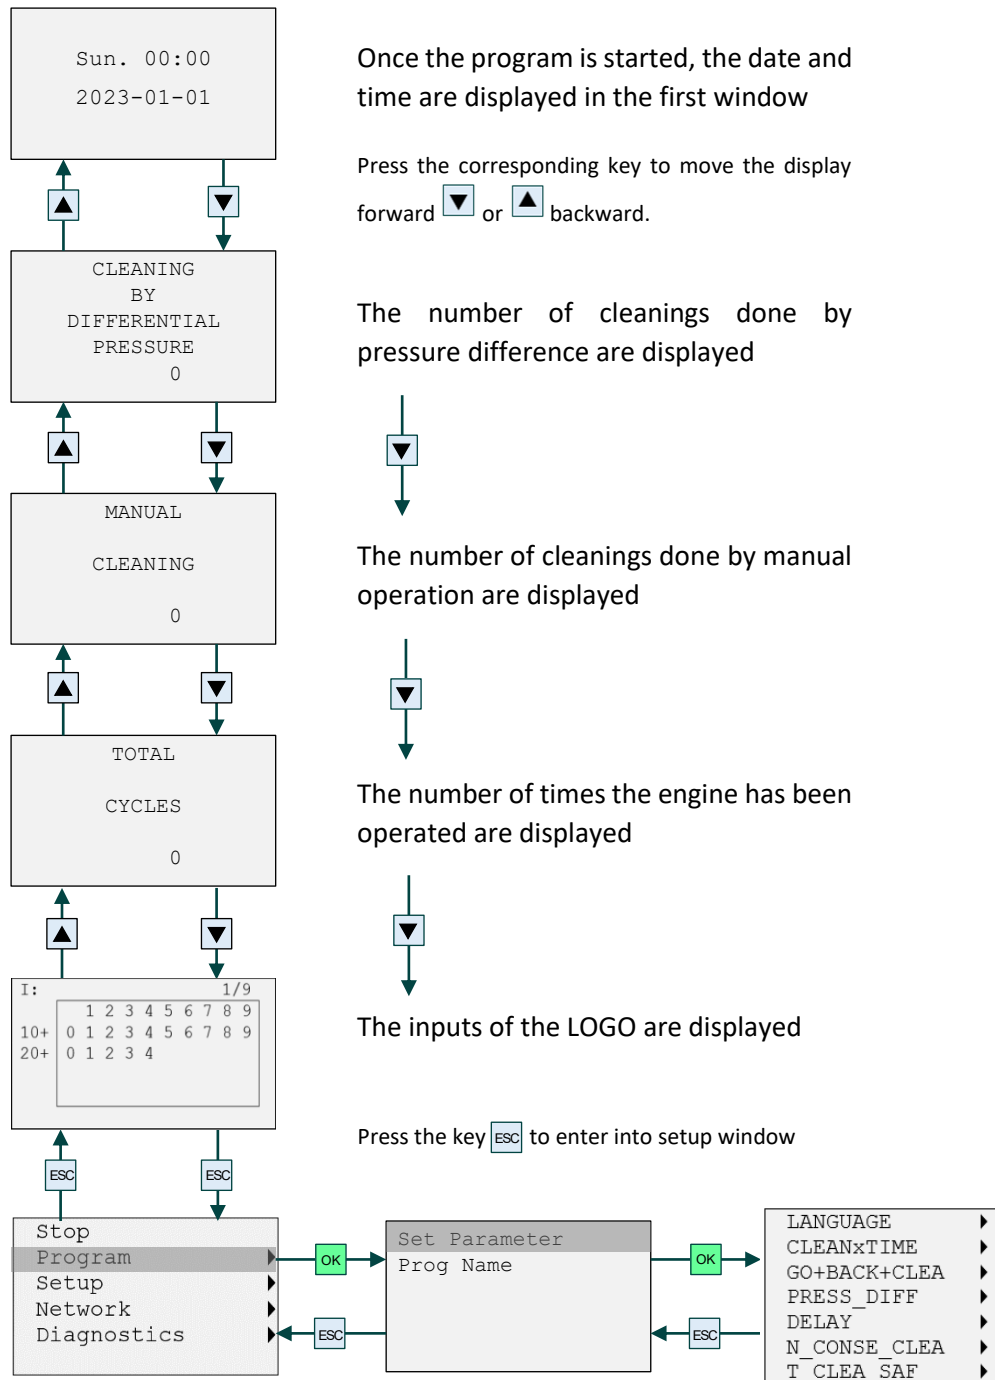 Sun. 00:00
2023-01-01
Once the program is started, the date and
time are displayed in the first window
Press the corresponding key to move the display
forward ▼ or ▲ backward.
▲ ▼
CLEANING
BY
DIFFERENTIAL
PRESSURE
0
The number of cleanings done by
pressure difference are displayed
▲ ▼ ▼
MANUAL
CLEANING
0
The number of cleanings done by manual
operation are displayed
▲ ▼ ▼
TOTAL
CYCLES
0
The number of times the engine has been
operated are displayed
▲ ▼ ▼
I: 1/9
1 2 3 4 5 6 7 8 9
10+ 0 1 2 3 4 5 6 7 8 9
20+ 0 1 2 3 4
The inputs of the LOGO are displayed
Press the key ESC to enter into setup window
ESC ESC
Stop
Program
Setup
Network
Diagnostics
OK
ESC
Set Parameter
Prog Name
OK
ESC
LANGUAGE
CLEANxTIME
GO+BACK+CLEA
PRESS_DIFF
DELAY
N_CONSE_CLEA
T_CLEA_SAF